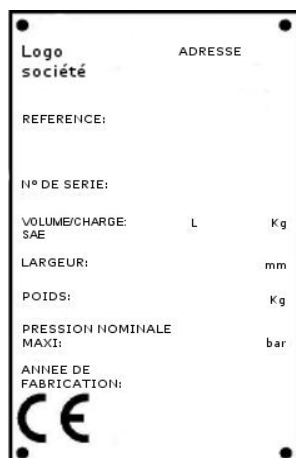 Logo ADRESSE
société
REFERENCE:
Nº DE SERIE:
VOLUME/CHARGE: L Kg
SAE
LARGEUR: mm
POIDS: Kg
PRESSION NOMINALE
MAXI: bar
ANNEE DE
FABRICATION:
CE